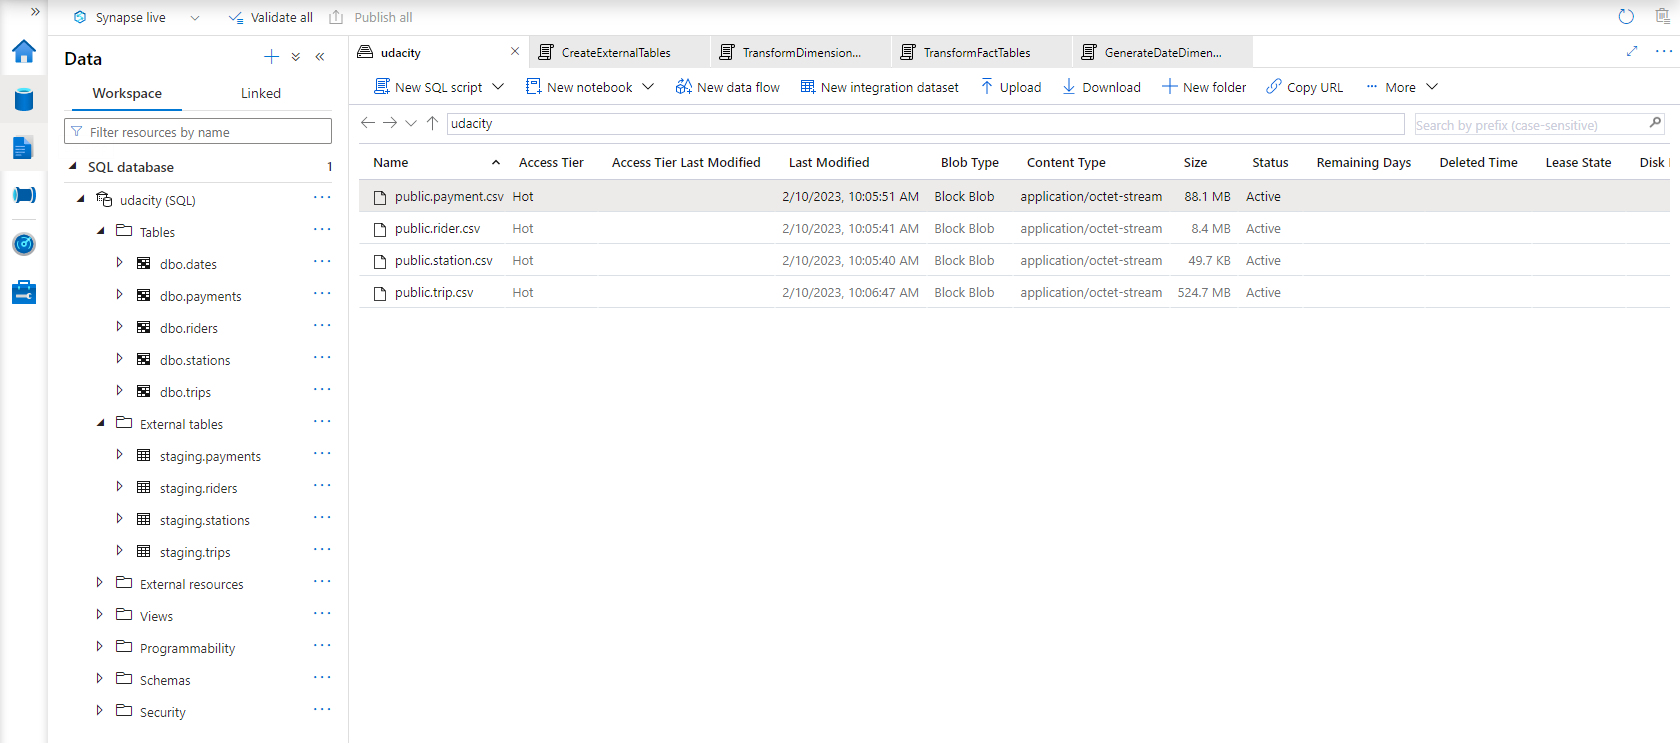 Synapse live
Validate all
Publish all
Data
Workspace
Linked
Filter resources by name
SQL database 1
udacity (SQL)
Tables
dbo.dates
dbo.payments
dbo.riders
dbo.stations
dbo.trips
External tables
staging.payments
staging.riders
staging.stations
staging.trips
External resources
Views
Programmability
Schemas
Security
udacity
CreateExternalTables
TransformDimension...
TransformFactTables
GenerateDateDimen...
New SQL script
New notebook
New data flow
New integration dataset
Upload
Download
New folder
Copy URL
More
udacity
Search by prefix (case-sensitive)
Name Access Tier Access Tier Last Modified Last Modified Blob Type Content Type Size Status Remaining Days Deleted Time Lease State Disk
public.payment.csv Hot 2/10/2023, 10:05:51 AM Block Blob application/octet-stream 88.1 MB Active
public.rider.csv Hot 2/10/2023, 10:05:41 AM Block Blob application/octet-stream 8.4 MB Active
public.station.csv Hot 2/10/2023, 10:05:40 AM Block Blob application/octet-stream 49.7 KB Active
public.trip.csv Hot 2/10/2023, 10:06:47 AM Block Blob application/octet-stream 524.7 MB Active